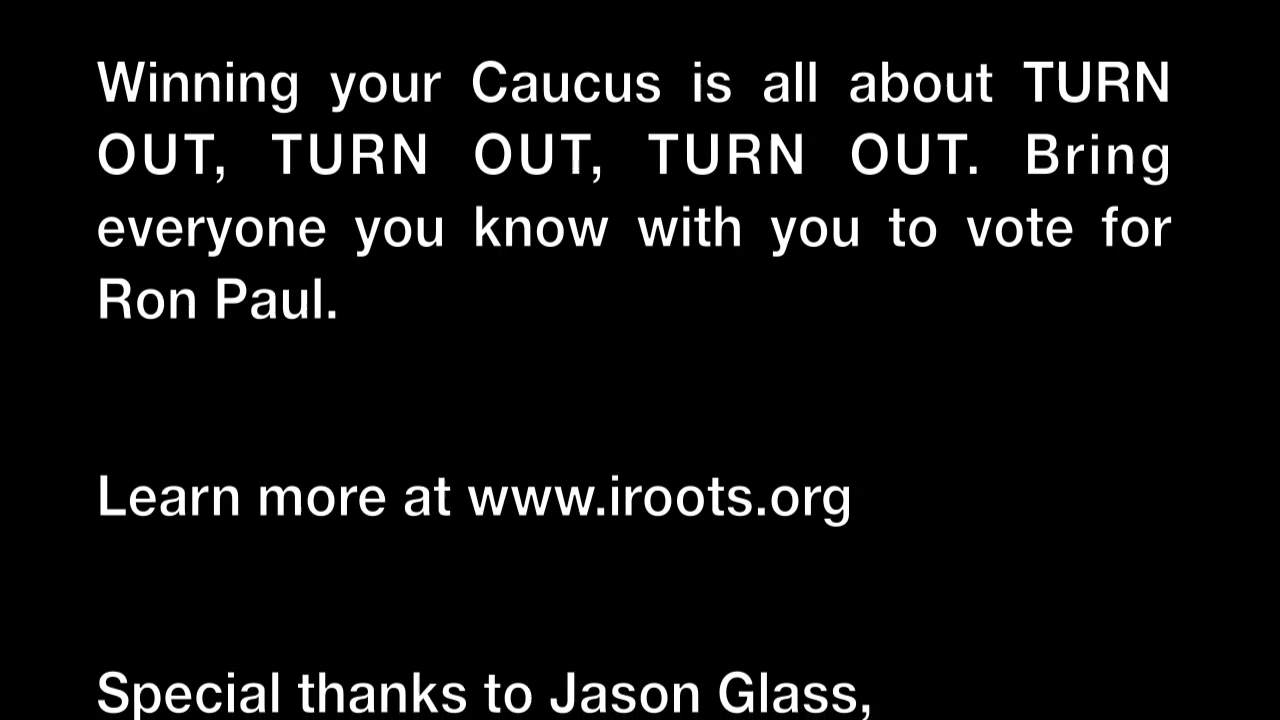 Winning your Caucus is all about TURN
OUT, TURN OUT, TURN OUT. Bring
everyone you know with you to vote for
Ron Paul.
Learn more at www.iroots.org
Special thanks to Jason Glass,